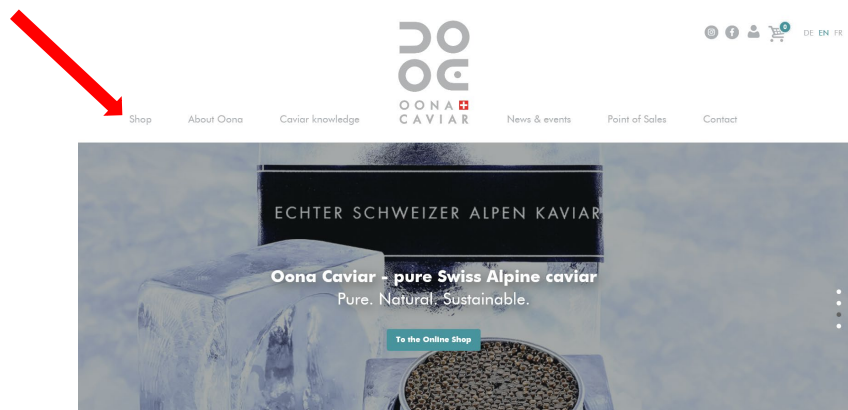 0
DE EN FR
OONA
CAVIAR
Shop
About Oona
Caviar knowledge
News & events
Point of Sales
Contact
ECHTER SCHWEIZER ALPEN KAVIAR
Oona Caviar - pure Swiss Alpine caviar
Pure. Natural. Sustainable.
To the Online Shop